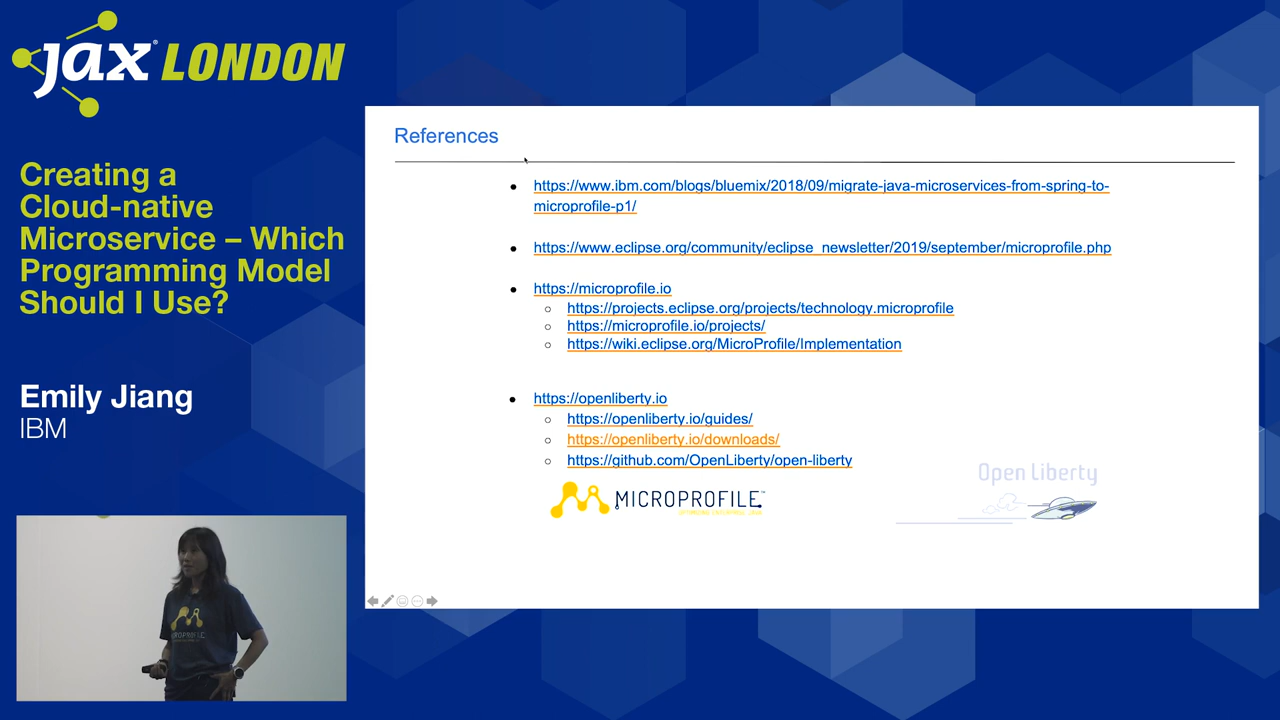 jax® LONDON
Creating a
Cloud-native
Microservice – Which
Programming Model
Should I Use?
Emily Jiang
IBM
References
https://www.ibm.com/blogs/bluemix/2018/09/migrate-java-microservices-from-spring-to-
microprofile-p1/
https://www.eclipse.org/community/eclipse_newsletter/2019/september/microprofile.php
https://microprofile.io
https://projects.eclipse.org/projects/technology.microprofile
https://microprofile.io/projects/
https://wiki.eclipse.org/MicroProfile/Implementation
https://openliberty.io
https://openliberty.io/guides/
https://openliberty.io/downloads/
https://github.com/OpenLiberty/open-liberty
MICROPROFILE™
Open Liberty
MICROPROFILE